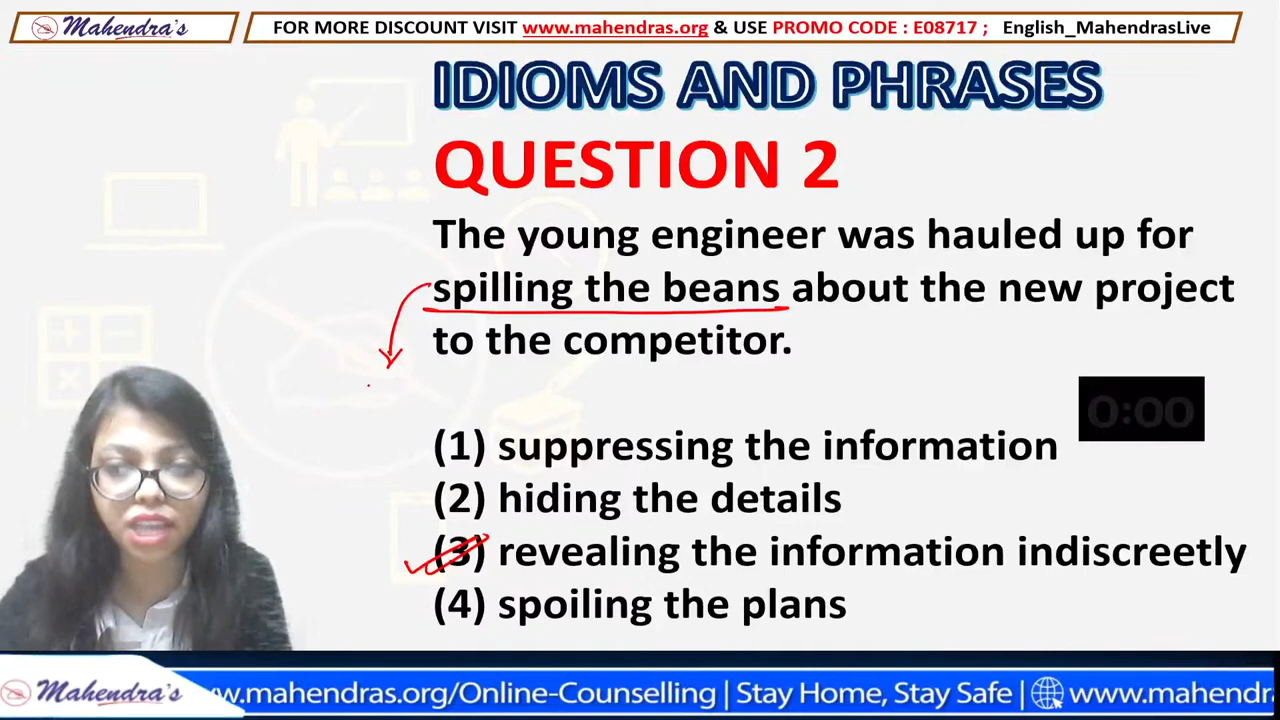 Mahendra's
FOR MORE DISCOUNT VISIT www.mahendras.org & USE PROMO CODE : E08717 ; English_MahendrasLive
IDIOMS AND PHRASES
QUESTION 2
The young engineer was hauled up for
spilling the beans about the new project
to the competitor.
0:00
(1) suppressing the information
(2) hiding the details
(3) revealing the information indiscreetly
(4) spoiling the plans
Mahendra's
w.mahendras.org/Online-Counselling | Stay Home, Stay Safe | www.mahendr